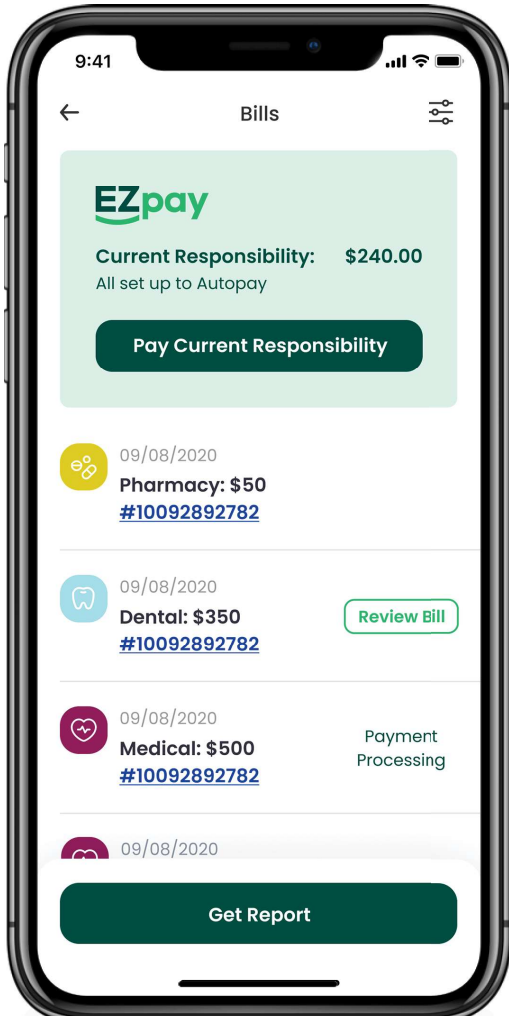 9:41
Bills
EZpay
Current Responsibility: $240.00
All set up to Autopay
Pay Current Responsibility
09/08/2020
Pharmacy: $50
#10092892782
09/08/2020
Dental: $350
#10092892782
Review Bill
09/08/2020
Medical: $500
#10092892782
Payment
Processing
09/08/2020
Get Report